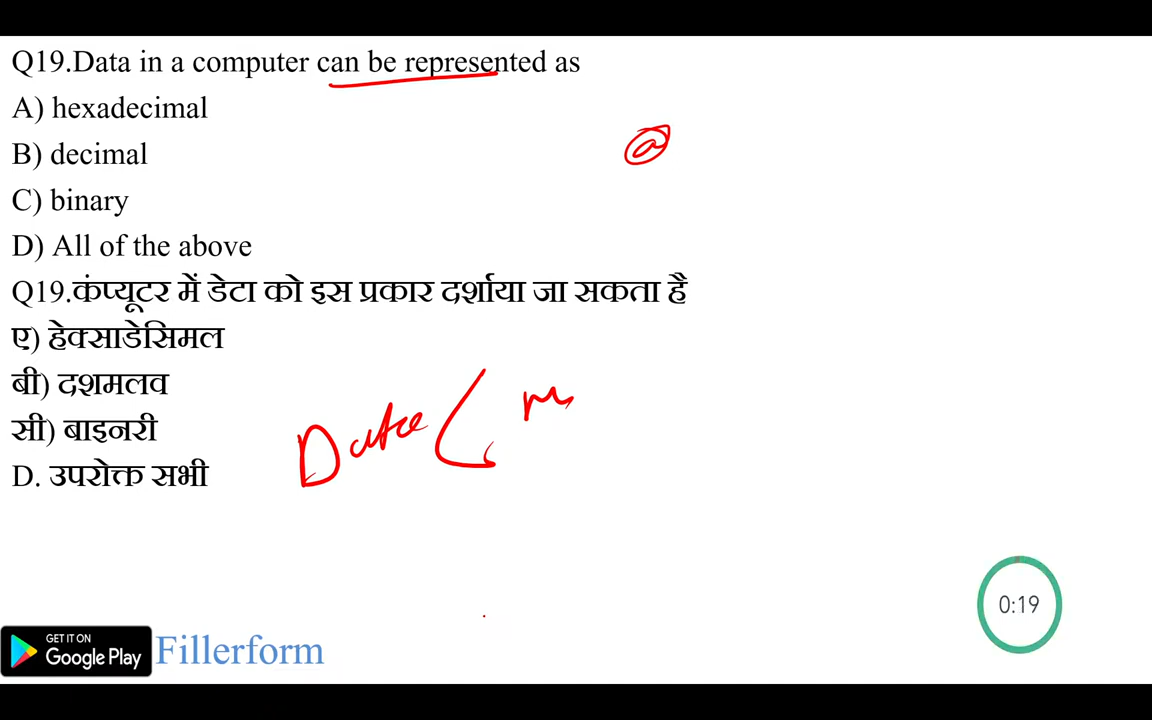 Q19.Data in a computer can be represented as
A) hexadecimal
@
B) decimal
C) binary
D) All of the above
Q19.कंप्यूटर में डेटा को इस प्रकार दर्शाया जा सकता है
ए) हेक्साडेसिमल
बी) दशमलव
सी) बाइनरी
D. उपरोक्त सभी
0:19
GET IT ON
Google Play
Fillerform